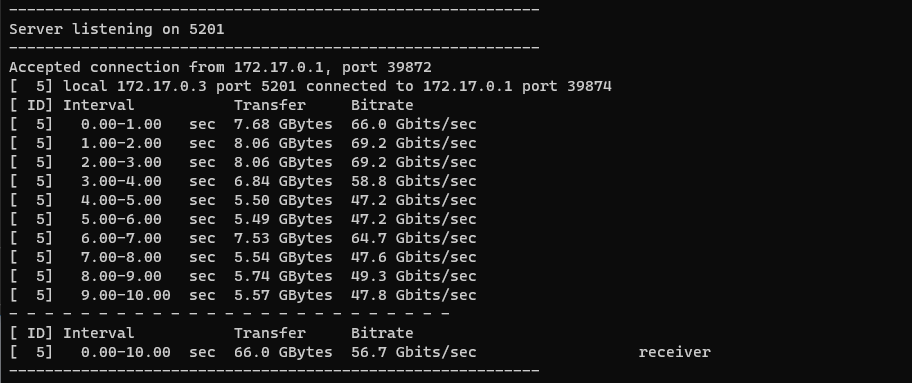 -----------------------------------------------------------
Server listening on 5201
-----------------------------------------------------------
Accepted connection from 172.17.0.1, port 39872
[  5] local 172.17.0.3 port 5201 connected to 172.17.0.1 port 39874
[ ID] Interval           Transfer     Bitrate
[  5]   0.00-1.00   sec  7.68 GBytes  66.0 Gbits/sec
[  5]   1.00-2.00   sec  8.06 GBytes  69.2 Gbits/sec
[  5]   2.00-3.00   sec  8.06 GBytes  69.2 Gbits/sec
[  5]   3.00-4.00   sec  6.84 GBytes  58.8 Gbits/sec
[  5]   4.00-5.00   sec  5.50 GBytes  47.2 Gbits/sec
[  5]   5.00-6.00   sec  5.49 GBytes  47.2 Gbits/sec
[  5]   6.00-7.00   sec  7.53 GBytes  64.7 Gbits/sec
[  5]   7.00-8.00   sec  5.54 GBytes  47.6 Gbits/sec
[  5]   8.00-9.00   sec  5.74 GBytes  49.3 Gbits/sec
[  5]   9.00-10.00  sec  5.57 GBytes  47.8 Gbits/sec
- - - - - - - - - - - - - - - - - - - - - - - - -
[ ID] Interval           Transfer     Bitrate
[  5]   0.00-10.00  sec  66.0 GBytes  56.7 Gbits/sec                  receiver
-----------------------------------------------------------